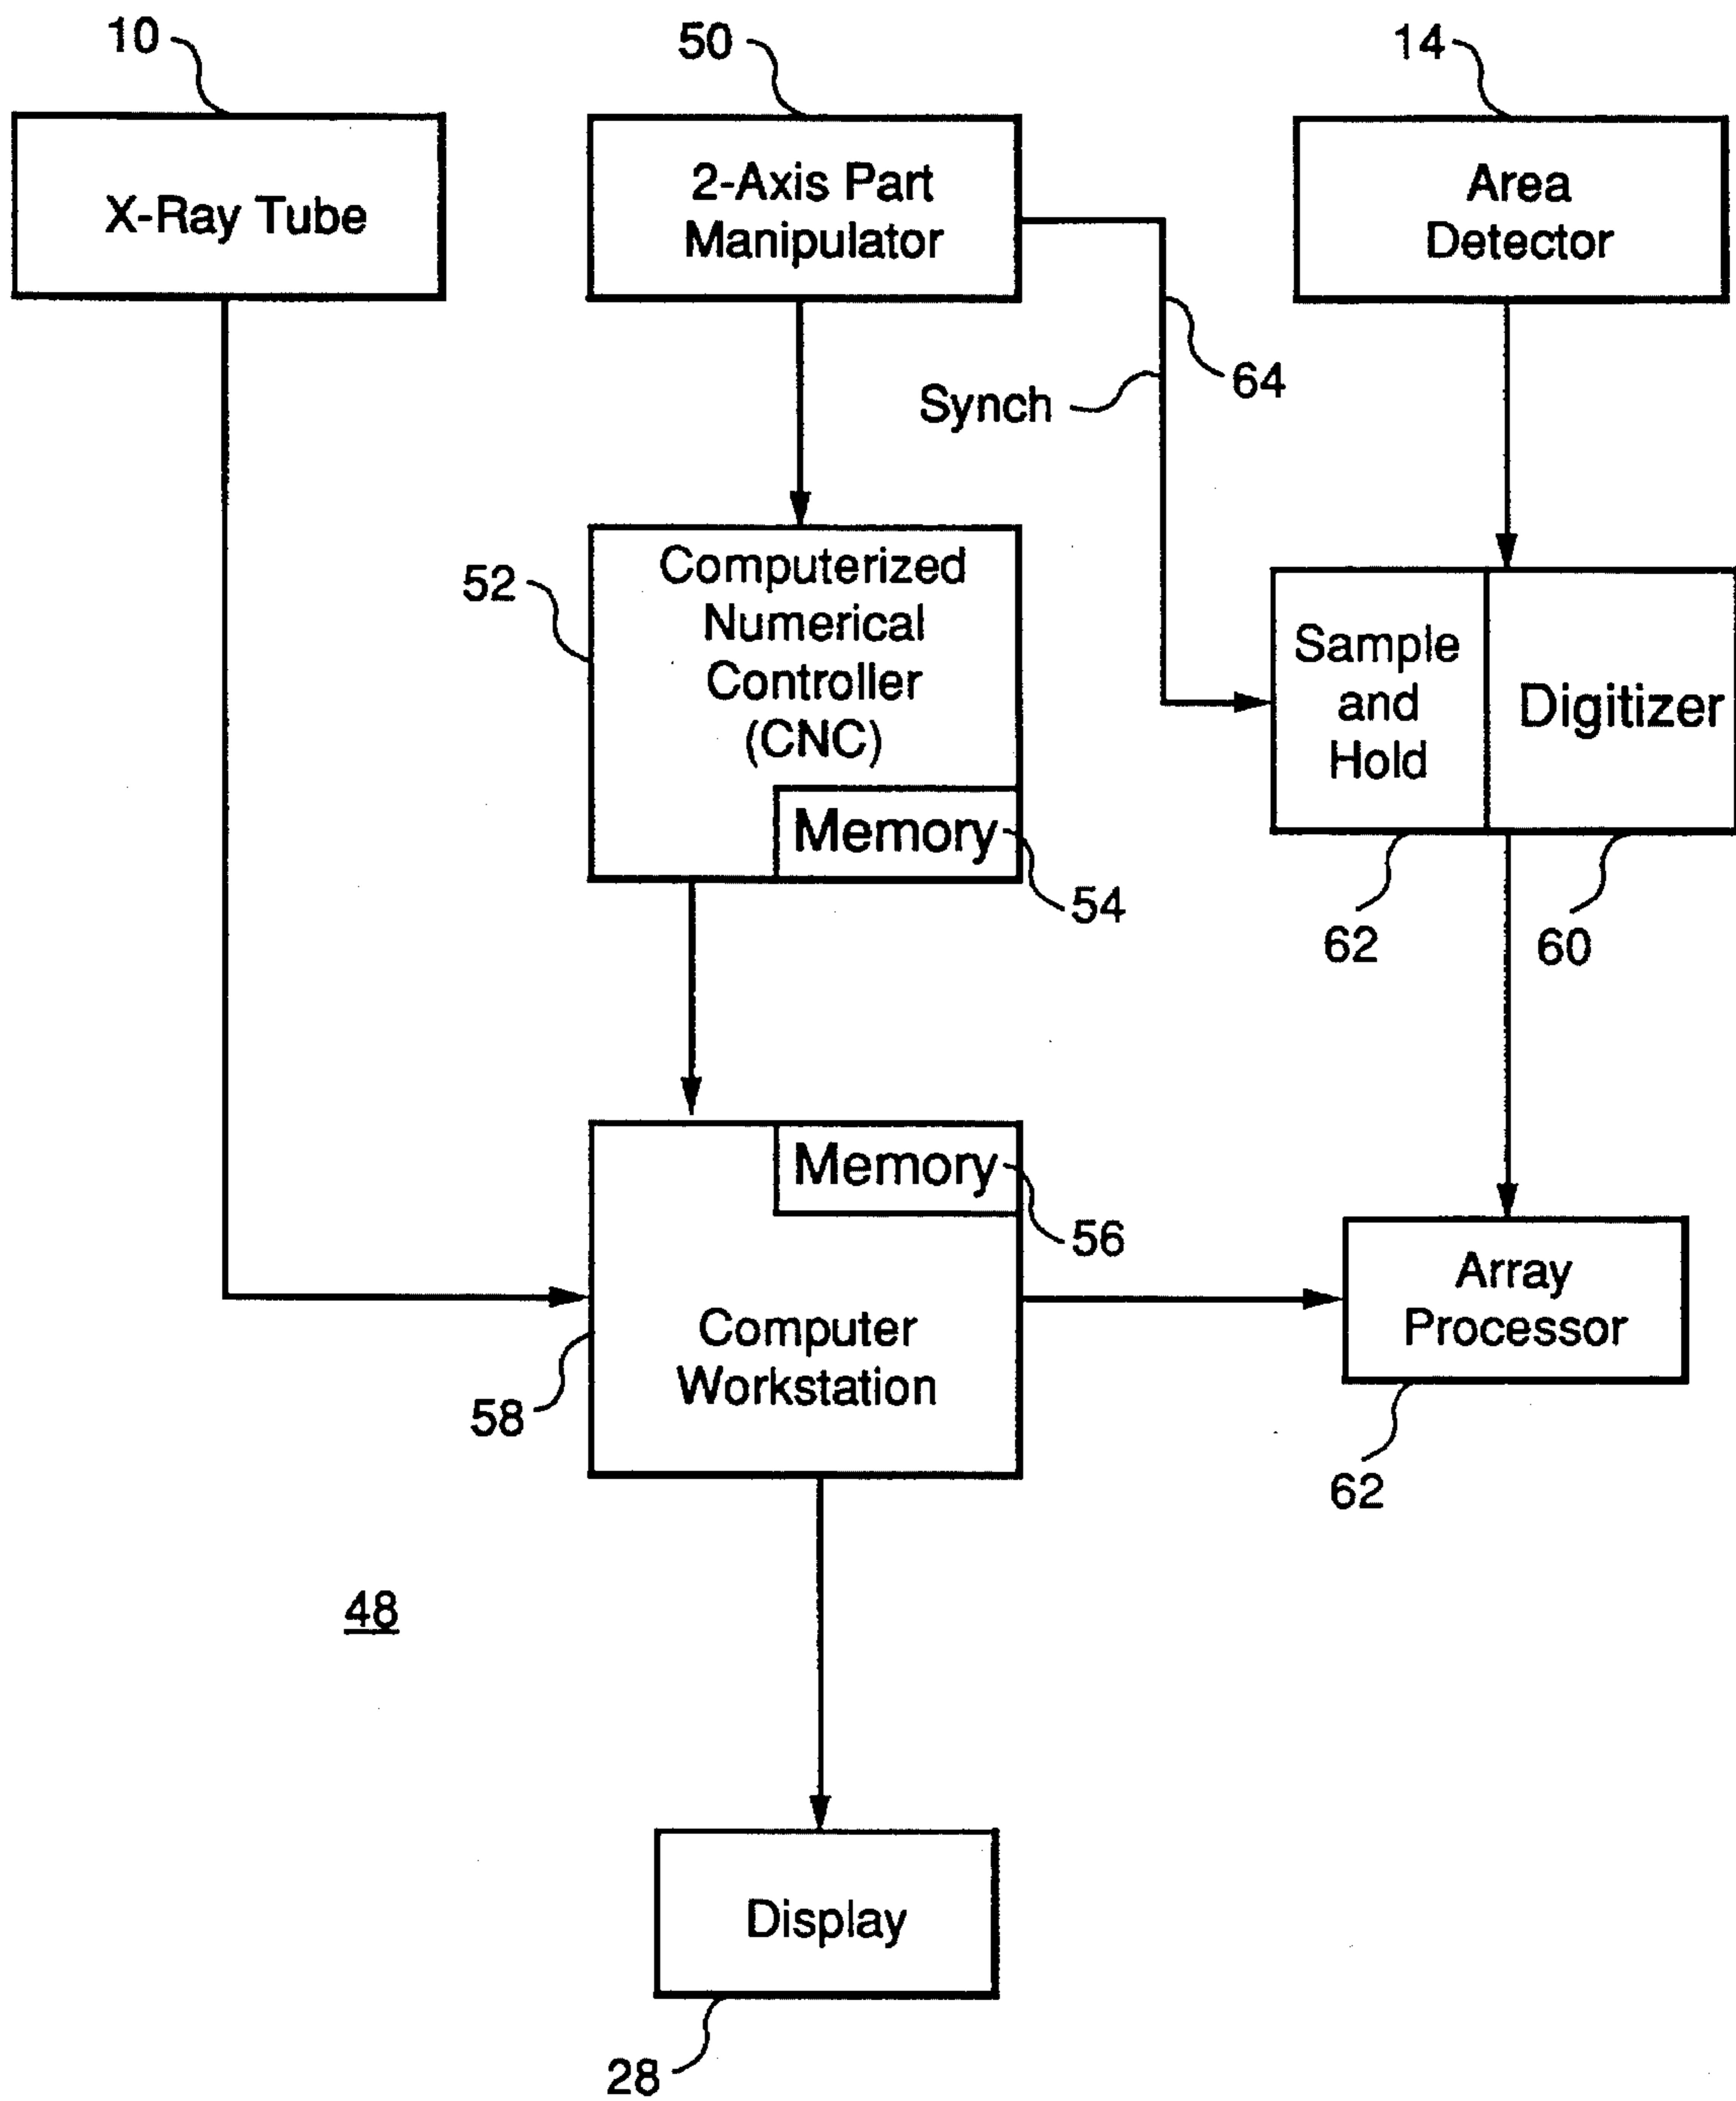 10
50
14
X-Ray Tube
2-Axis Part
Manipulator
Area
Detector
64
Synch
52
Computerized
Numerical
Controller
(CNC)
Memory
54
Sample
and
Hold
Digitizer
62
60
Memory
56
Computer
Workstation
58
Array
Processor
62
48
Display
28